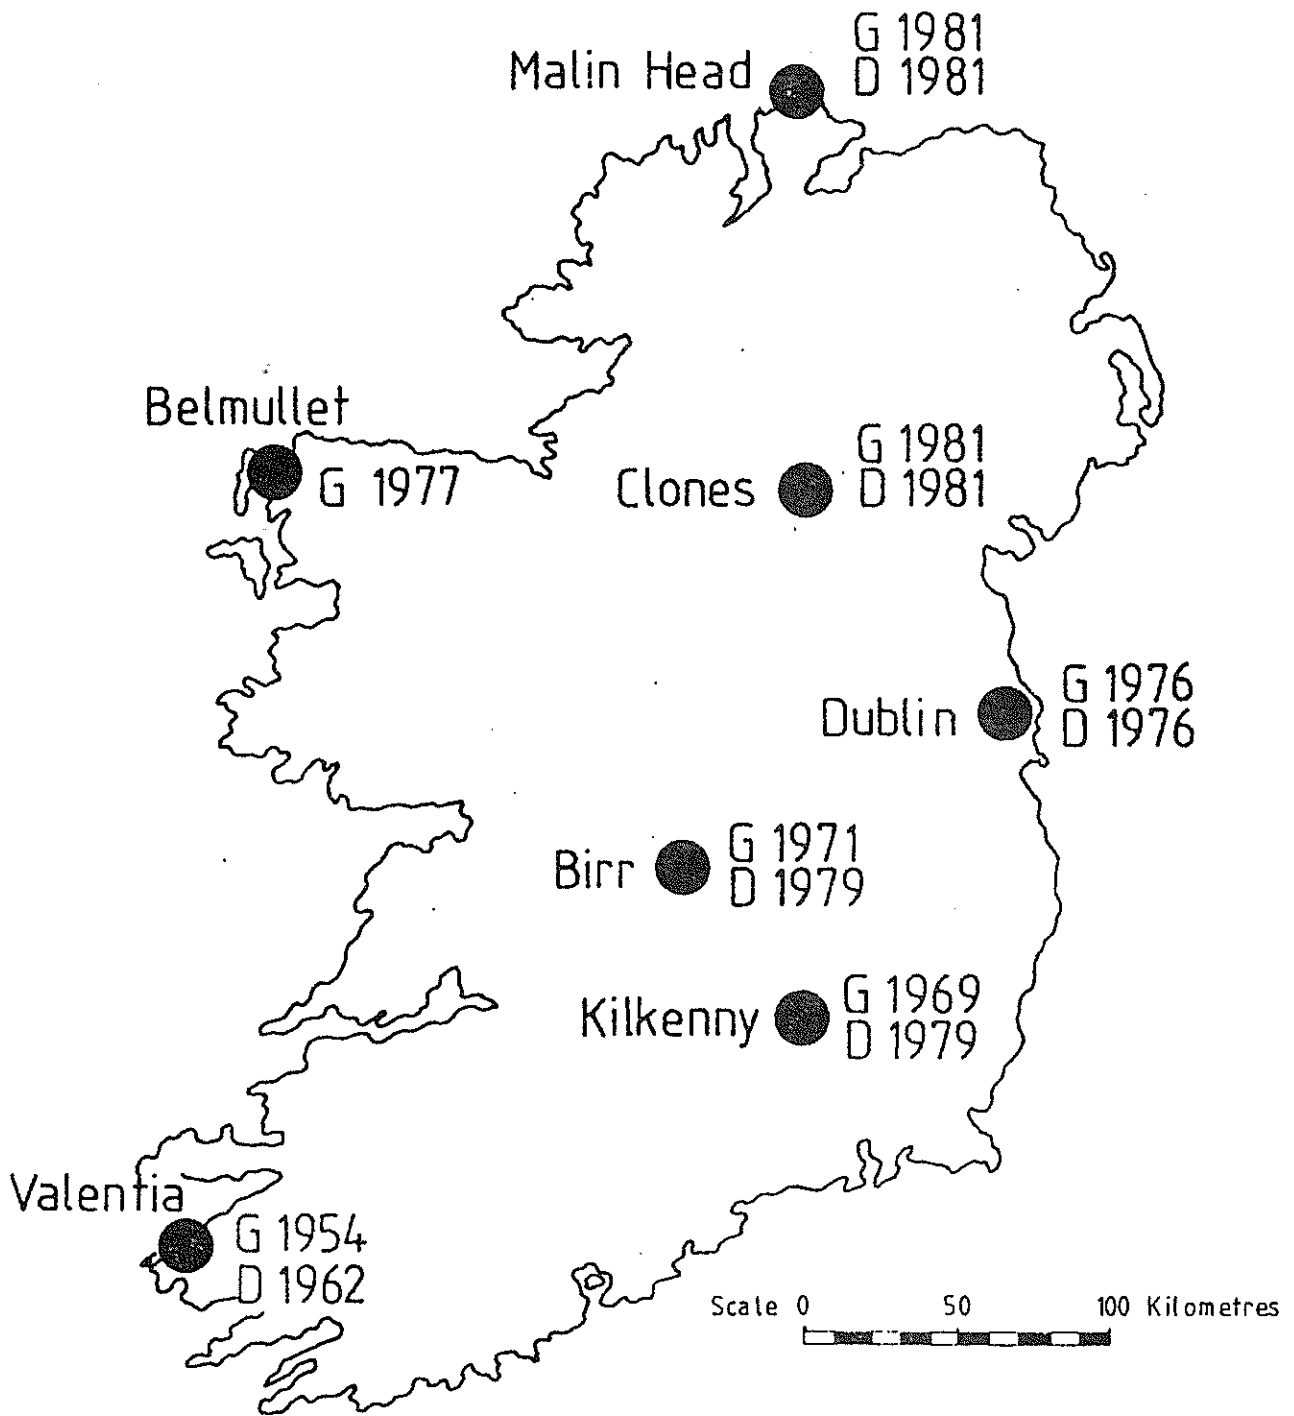 G 1981
Malin Head D 1981
Belmullet
G 1977
G 1981
Clones D 1981
G 1976
Dublin D 1976
G 1971
Birr D 1979
G 1969
Kilkenny D 1979
Valentia
G 1954
D 1962
Scale 0 50 100 Kilometres